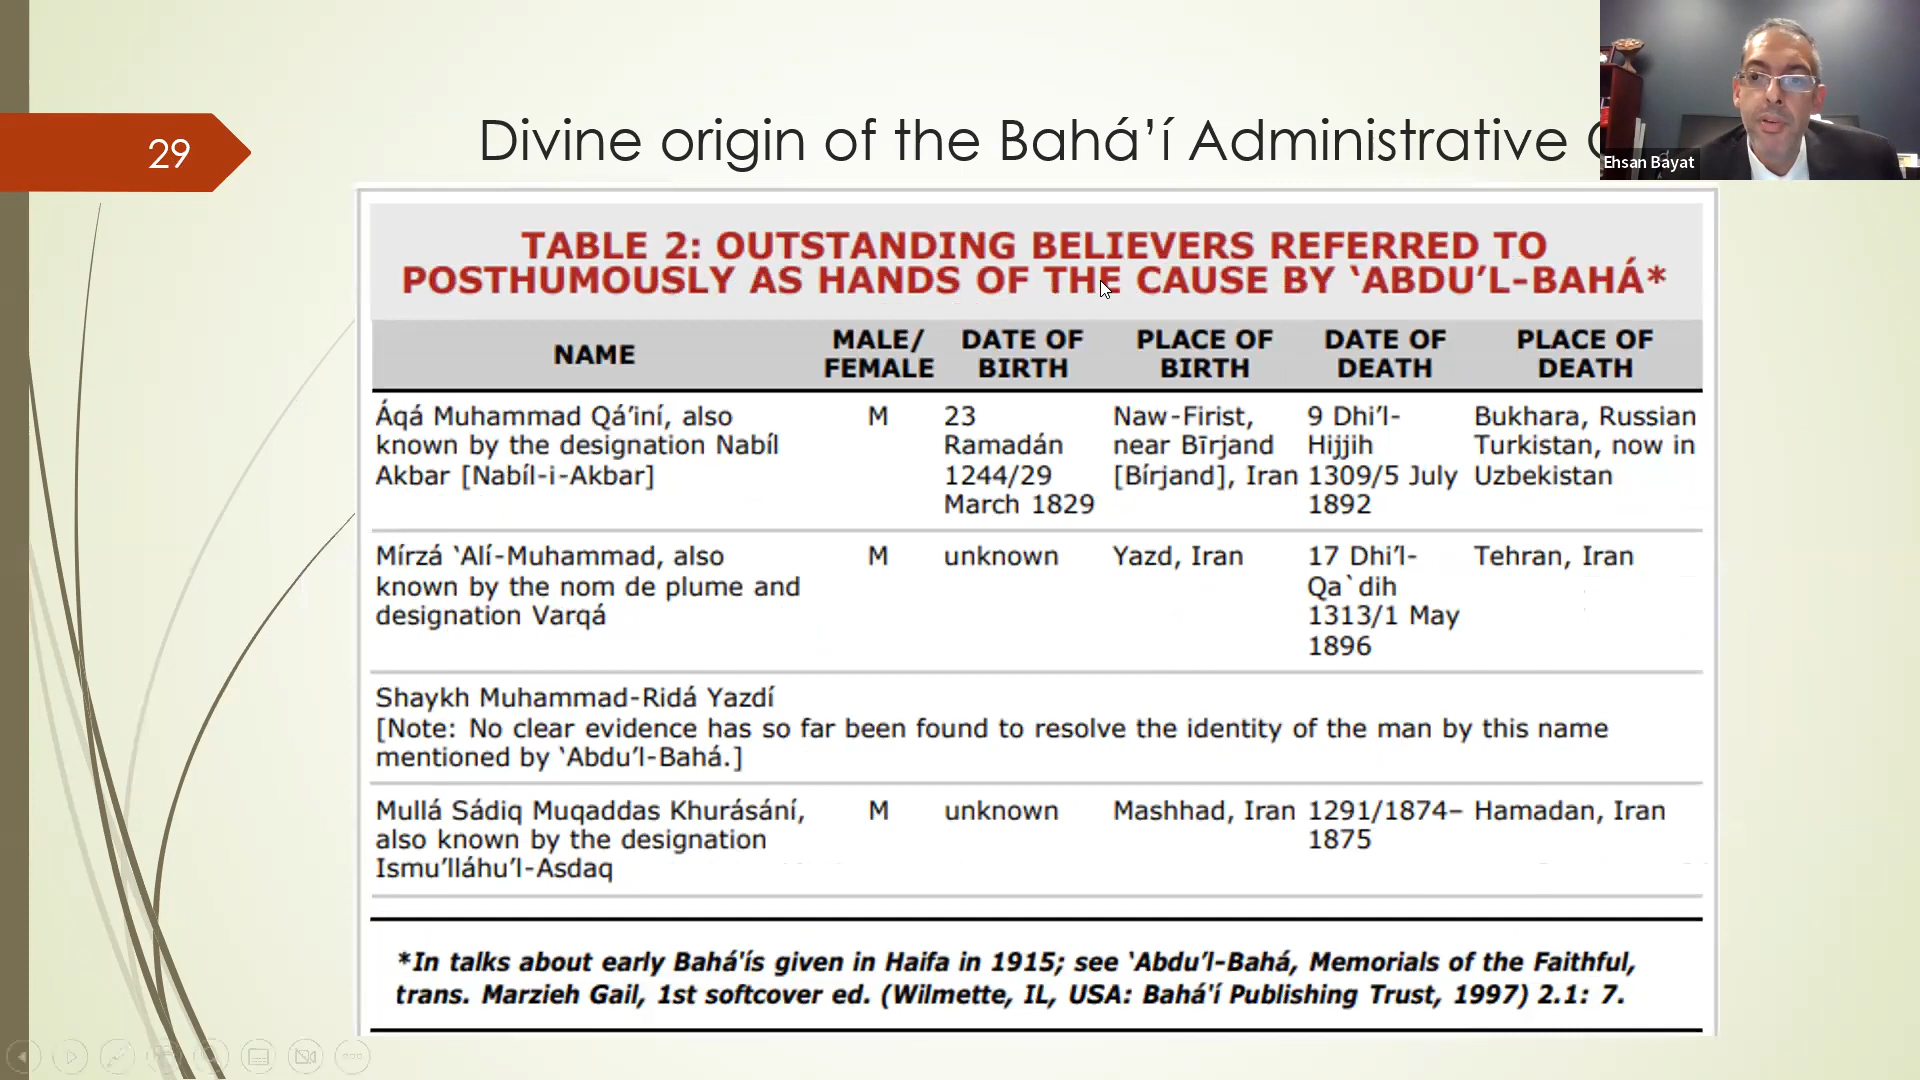 29
Divine origin of the Bahá’í Administrative
Ehsan Bayat
TABLE 2: OUTSTANDING BELIEVERS REFERRED TO
POSTHUMOUSLY AS HANDS OF THE CAUSE BY ‘ABDU’L-BAHÁ*
NAME
MALE/
FEMALE
DATE OF
BIRTH
PLACE OF
BIRTH
DATE OF
DEATH
PLACE OF
DEATH
Áqá Muhammad Qá’iní, also
known by the designation Nabíl
Akbar [Nabíl-i-Akbar]
M
23
Ramadán
1244/29
March 1829
Naw-Firist,
near Bīrjand
[Bírjand], Iran
9 Dhi’l-
Hijjih
1309/5 July
1892
Bukhara, Russian
Turkistan, now in
Uzbekistan
Mírzá ‘Alí-Muhammad, also
known by the nom de plume and
designation Varqá
M
unknown
Yazd, Iran
17 Dhi’l-
Qa`dih
1313/1 May
1896
Tehran, Iran
Shaykh Muhammad-Ridá Yazdí
[Note: No clear evidence has so far been found to resolve the identity of the man by this name
mentioned by ‘Abdu’l-Bahá.]
Mullá Sádiq Muqaddas Khurásání,
also known by the designation
Ismu’lláhu’l-Asdaq
M
unknown
Mashhad, Iran
1291/1874–
1875
Hamadan, Iran
*In talks about early Bahá'ís given in Haifa in 1915; see ‘Abdu’l-Bahá, Memorials of the Faithful,
trans. Marzieh Gail, 1st softcover ed. (Wilmette, IL, USA: Bahá'í Publishing Trust, 1997) 2.1: 7.